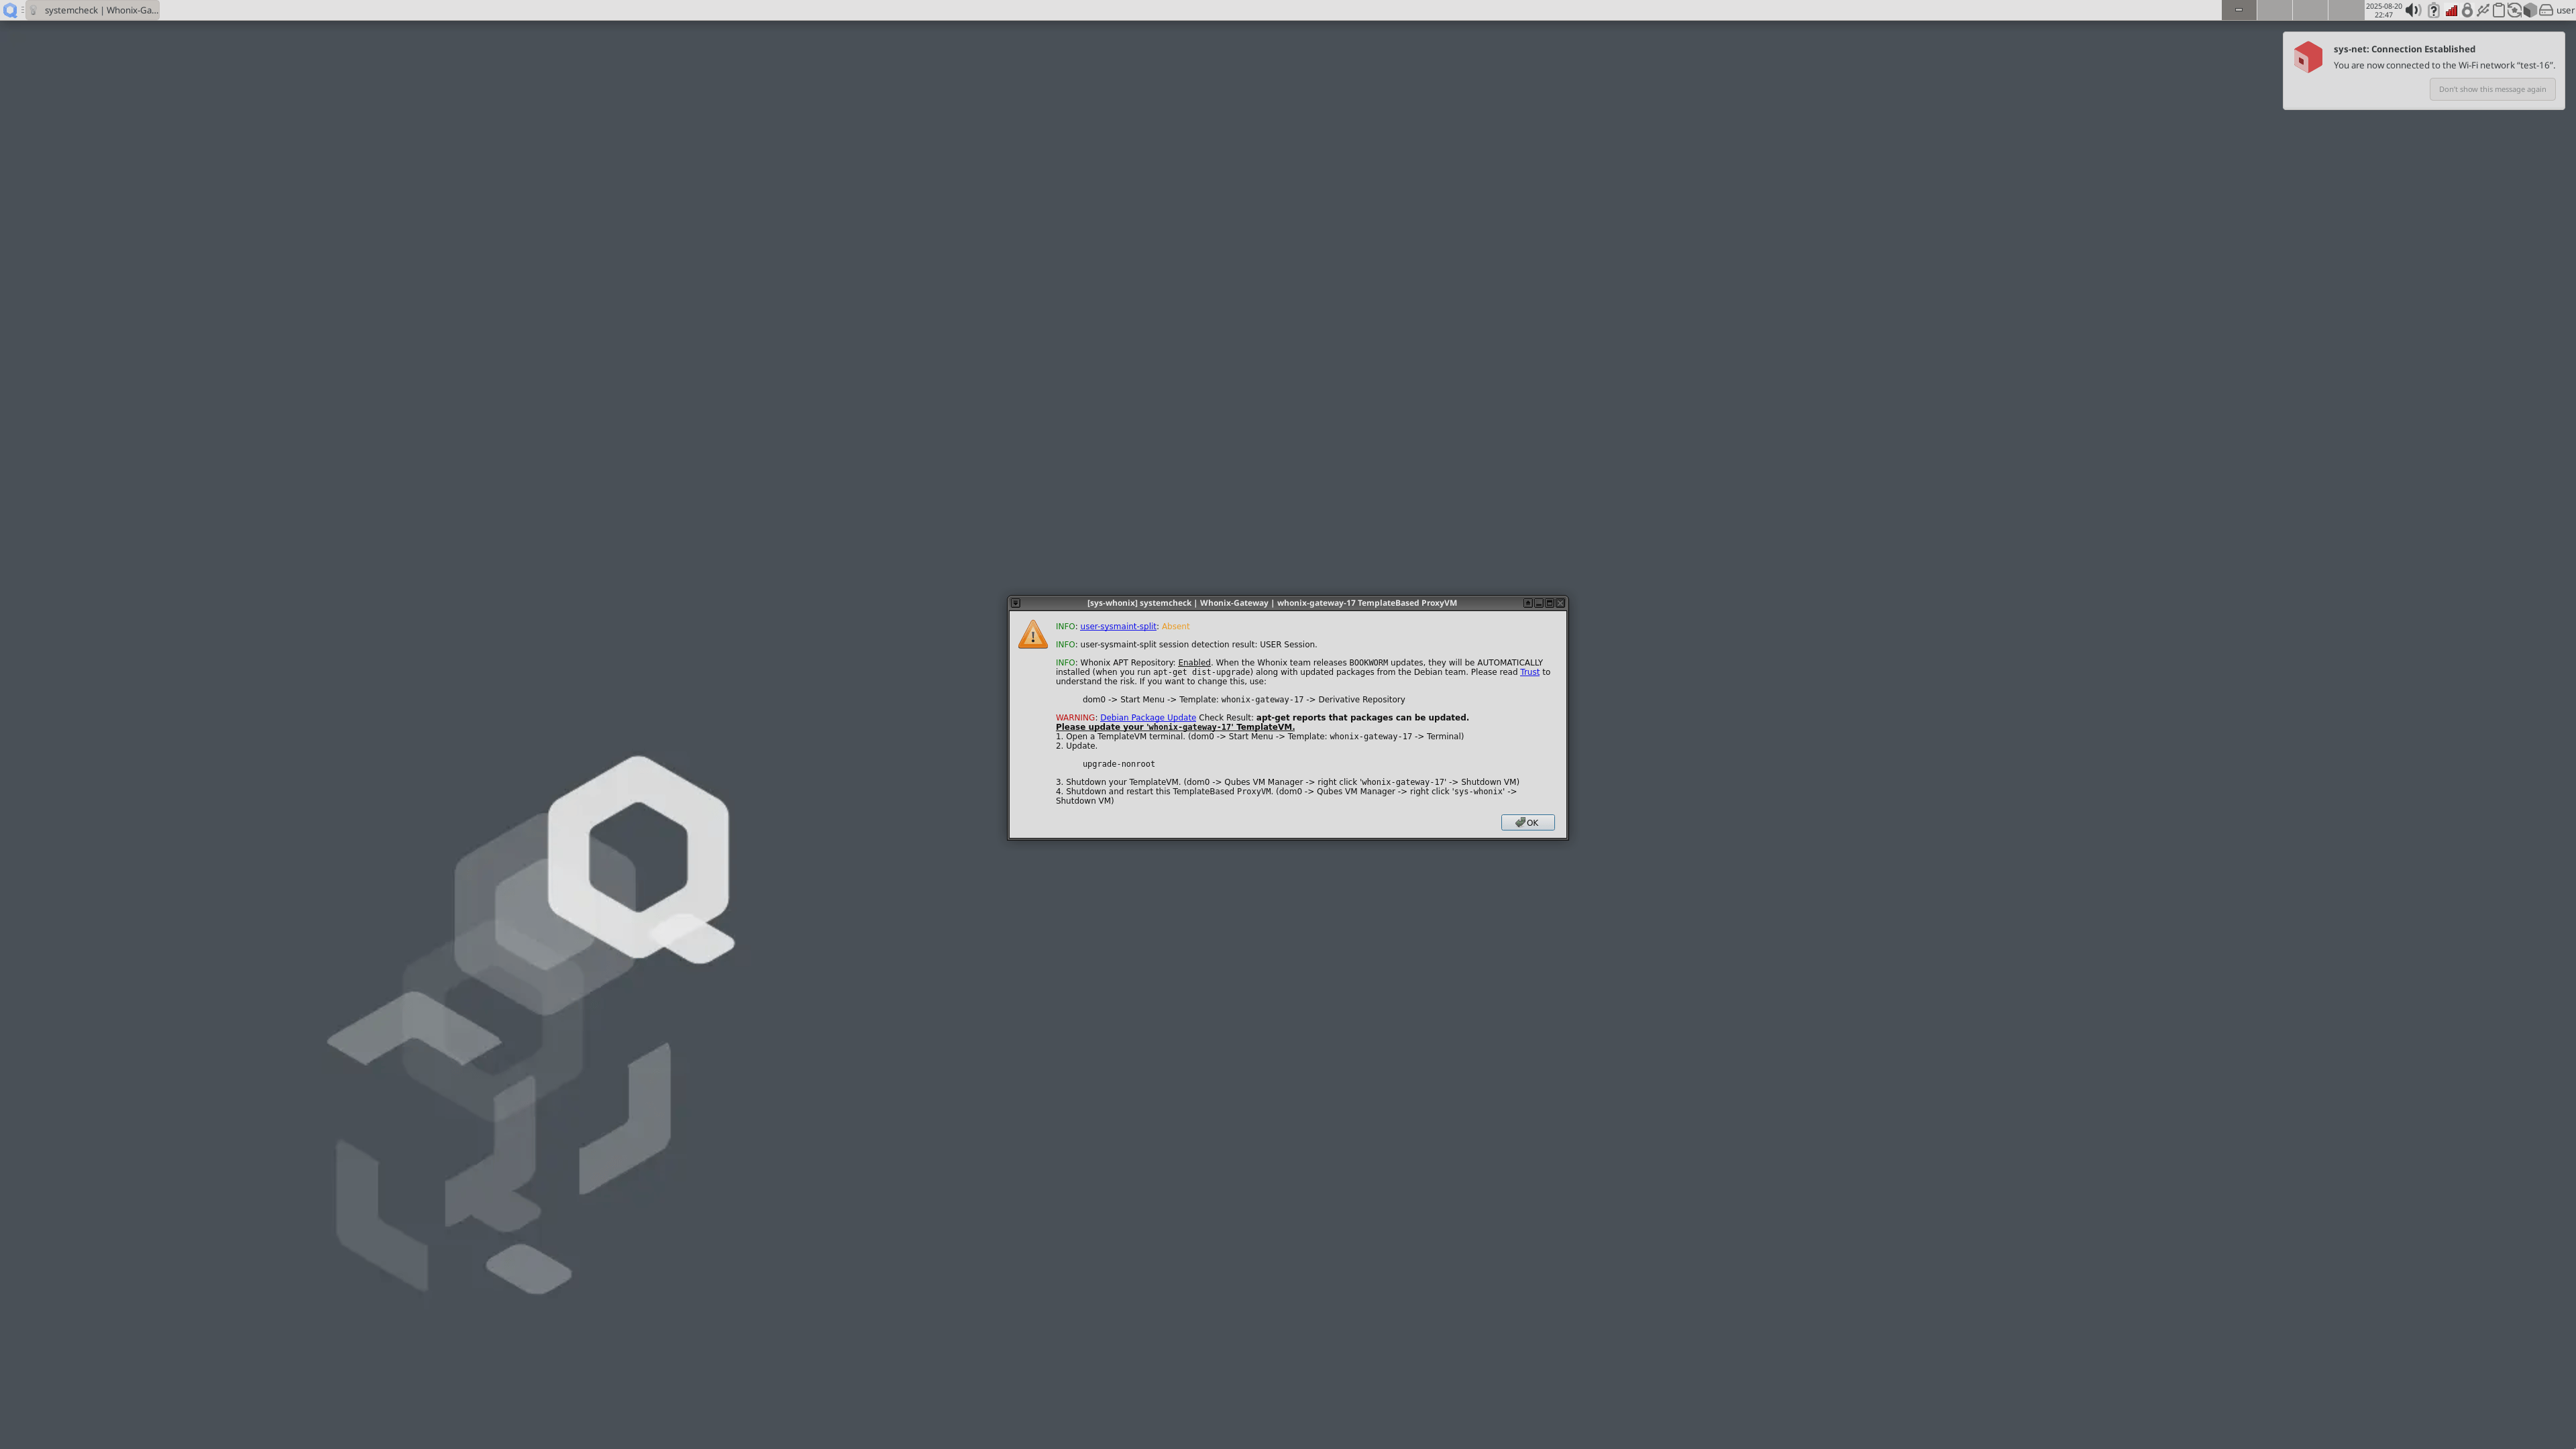 systemcheck | Whonix-Ga...
2025-08-20
22:47
user
sys-net: Connection Established
You are now connected to the Wi-Fi network “test-16”.
Don't show this message again
[sys-whonix] systemcheck | Whonix-Gateway | whonix-gateway-17 TemplateBased ProxyVM
INFO: user-sysmaint-split: Absent
INFO: user-sysmaint-split session detection result: USER Session.
INFO: Whonix APT Repository: Enabled. When the Whonix team releases BOOKWORM updates, they will be AUTOMATICALLY
installed (when you run apt-get dist-upgrade) along with updated packages from the Debian team. Please read Trust to
understand the risk. If you want to change this, use:
dom0 -> Start Menu -> Template: whonix-gateway-17 -> Derivative Repository
WARNING: Debian Package Update Check Result: apt-get reports that packages can be updated.
Please update your 'whonix-gateway-17' TemplateVM.
1. Open a TemplateVM terminal. (dom0 -> Start Menu -> Template: whonix-gateway-17 -> Terminal)
2. Update.
upgrade-nonroot
3. Shutdown your TemplateVM. (dom0 -> Qubes VM Manager -> right click 'whonix-gateway-17' -> Shutdown VM)
4. Shutdown and restart this TemplateBased ProxyVM. (dom0 -> Qubes VM Manager -> right click 'sys-whonix' ->
Shutdown VM)
OK